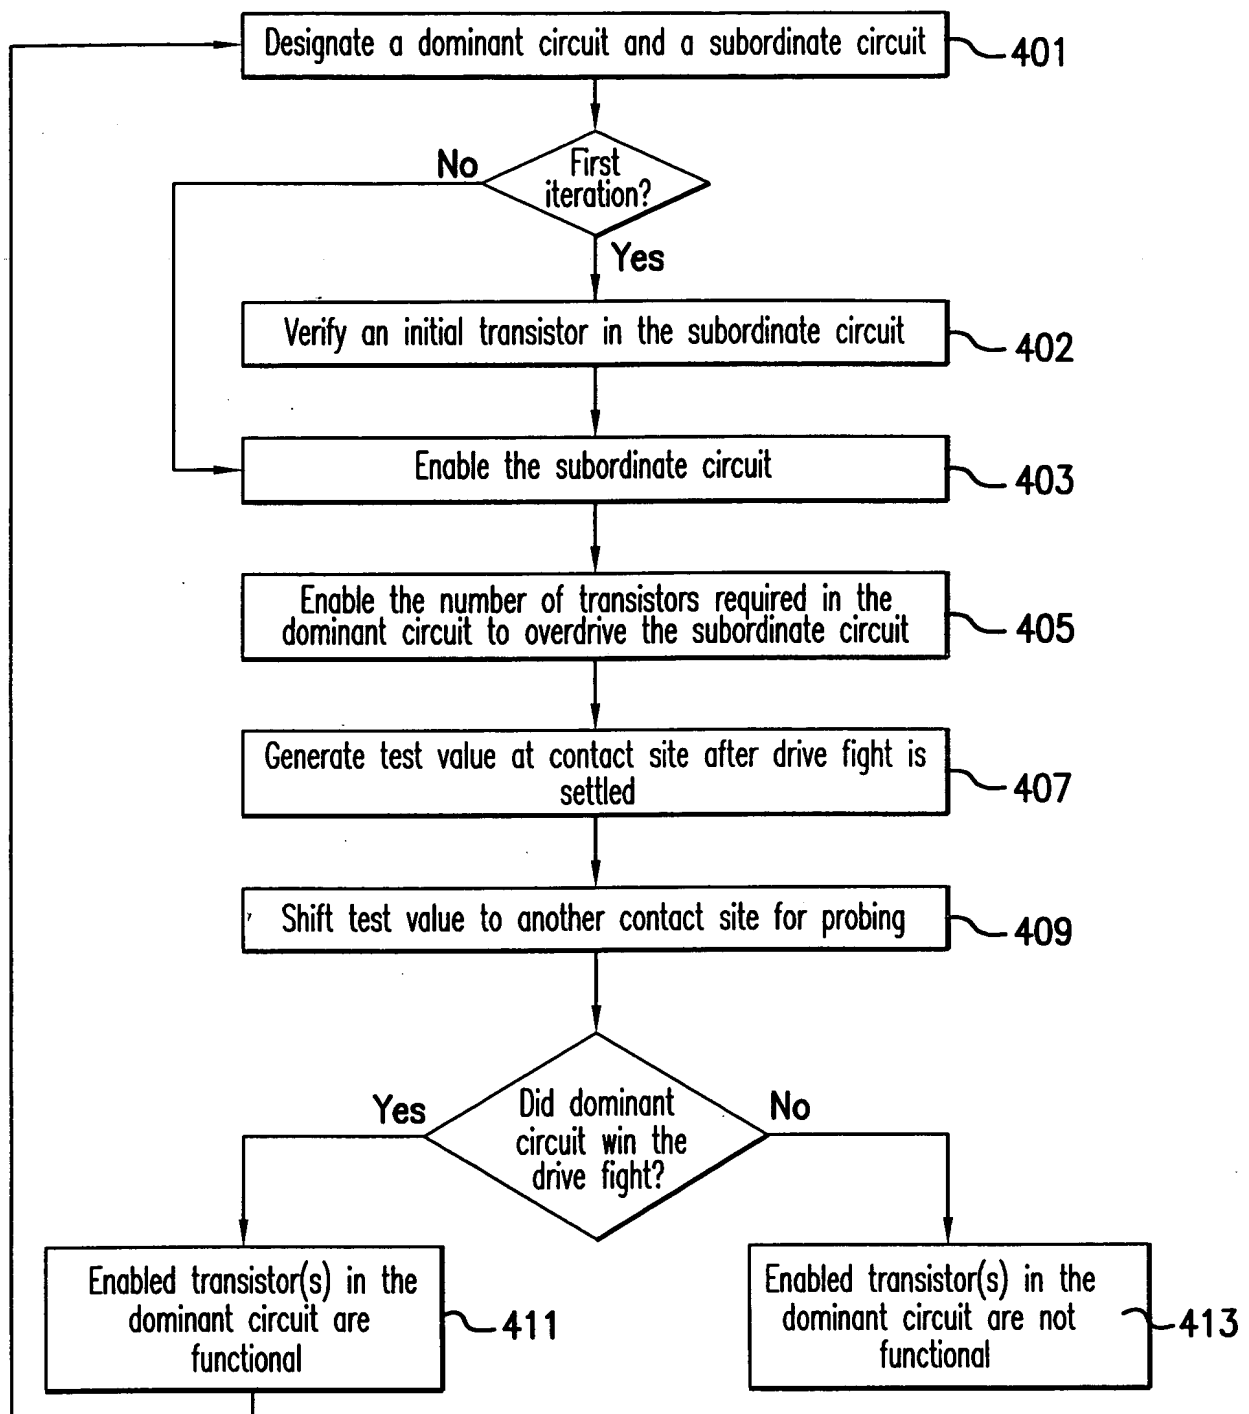 Designate a dominant circuit and a subordinate circuit
401
First
iteration?
No
Yes
Verify an initial transistor in the subordinate circuit
402
Enable the subordinate circuit
403
Enable the number of transistors required in the
dominant circuit to overdrive the subordinate circuit
405
Generate test value at contact site after drive fight is
settled
407
Shift test value to another contact site for probing
409
Did dominant
circuit win the
drive fight?
Yes
No
Enabled transistor(s) in the
dominant circuit are
functional
411
Enabled transistor(s) in the
dominant circuit are not
functional
413